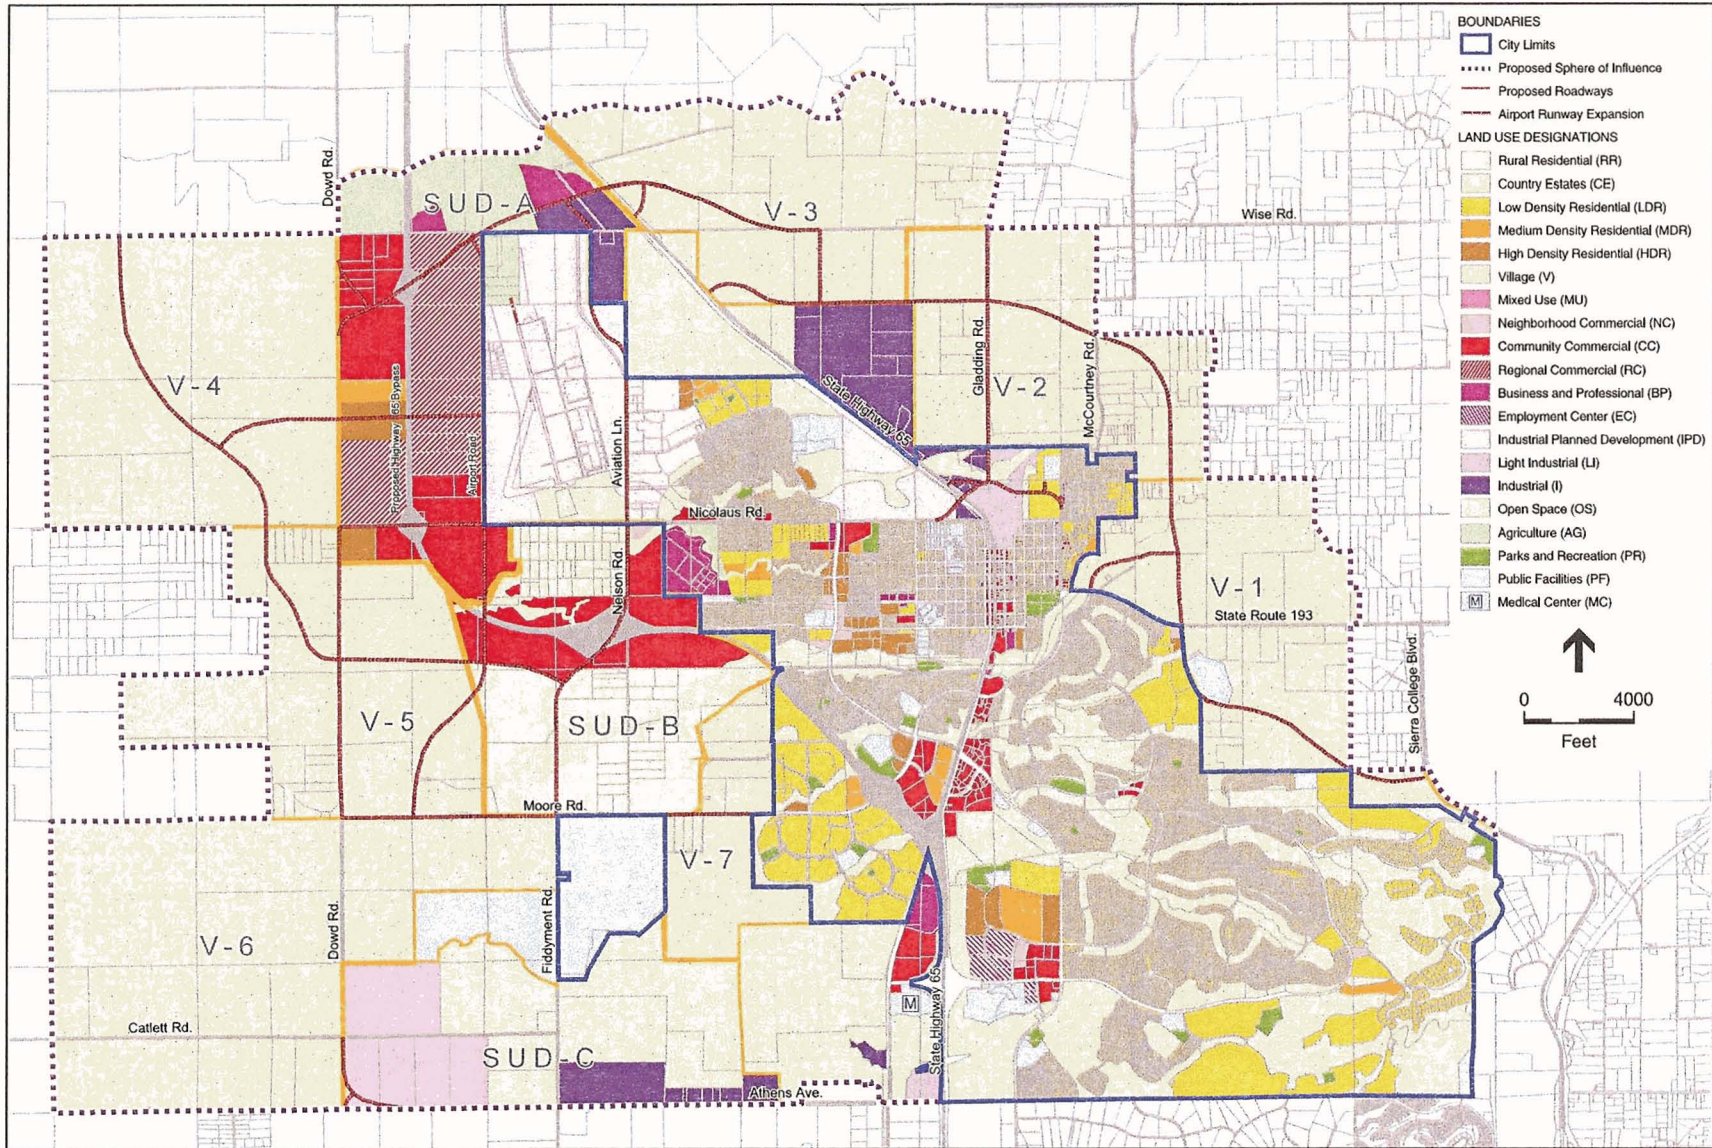 BOUNDARIES
City Limits
Proposed Sphere of Influence
Proposed Roadways
Airport Runway Expansion
LAND USE DESIGNATIONS
Rural Residential (RR)
Country Estates (CE)
Low Density Residential (LDR)
Medium Density Residential (MDR)
High Density Residential (HDR)
Village (V)
Mixed Use (MU)
Neighborhood Commercial (NC)
Community Commercial (CC)
Regional Commercial (RC)
Business and Professional (BP)
Employment Center (EC)
Industrial Planned Development (IPD)
Light Industrial (LI)
Industrial (I)
Open Space (OS)
Agriculture (AG)
Parks and Recreation (PR)
Public Facilities (PF)
M Medical Center (MC)
0 4000
Feet
Dowd Rd.
SUD-A
V-3
Wise Rd.
V-4
Proposed Highway 65 Bypass
Airport Road
Aviation Ln.
State Highway 65
Gladding Rd.
V-2
McCourtney Rd.
Nicolaus Rd.
Nelson Rd.
V-1
State Route 193
Sierra College Blvd.
V-5
SUD-B
Moore Rd.
V-7
V-6
Dowd Rd.
Fiddyment Rd.
State Highway 65
M
Catlett Rd.
SUD-C
Athens Ave.